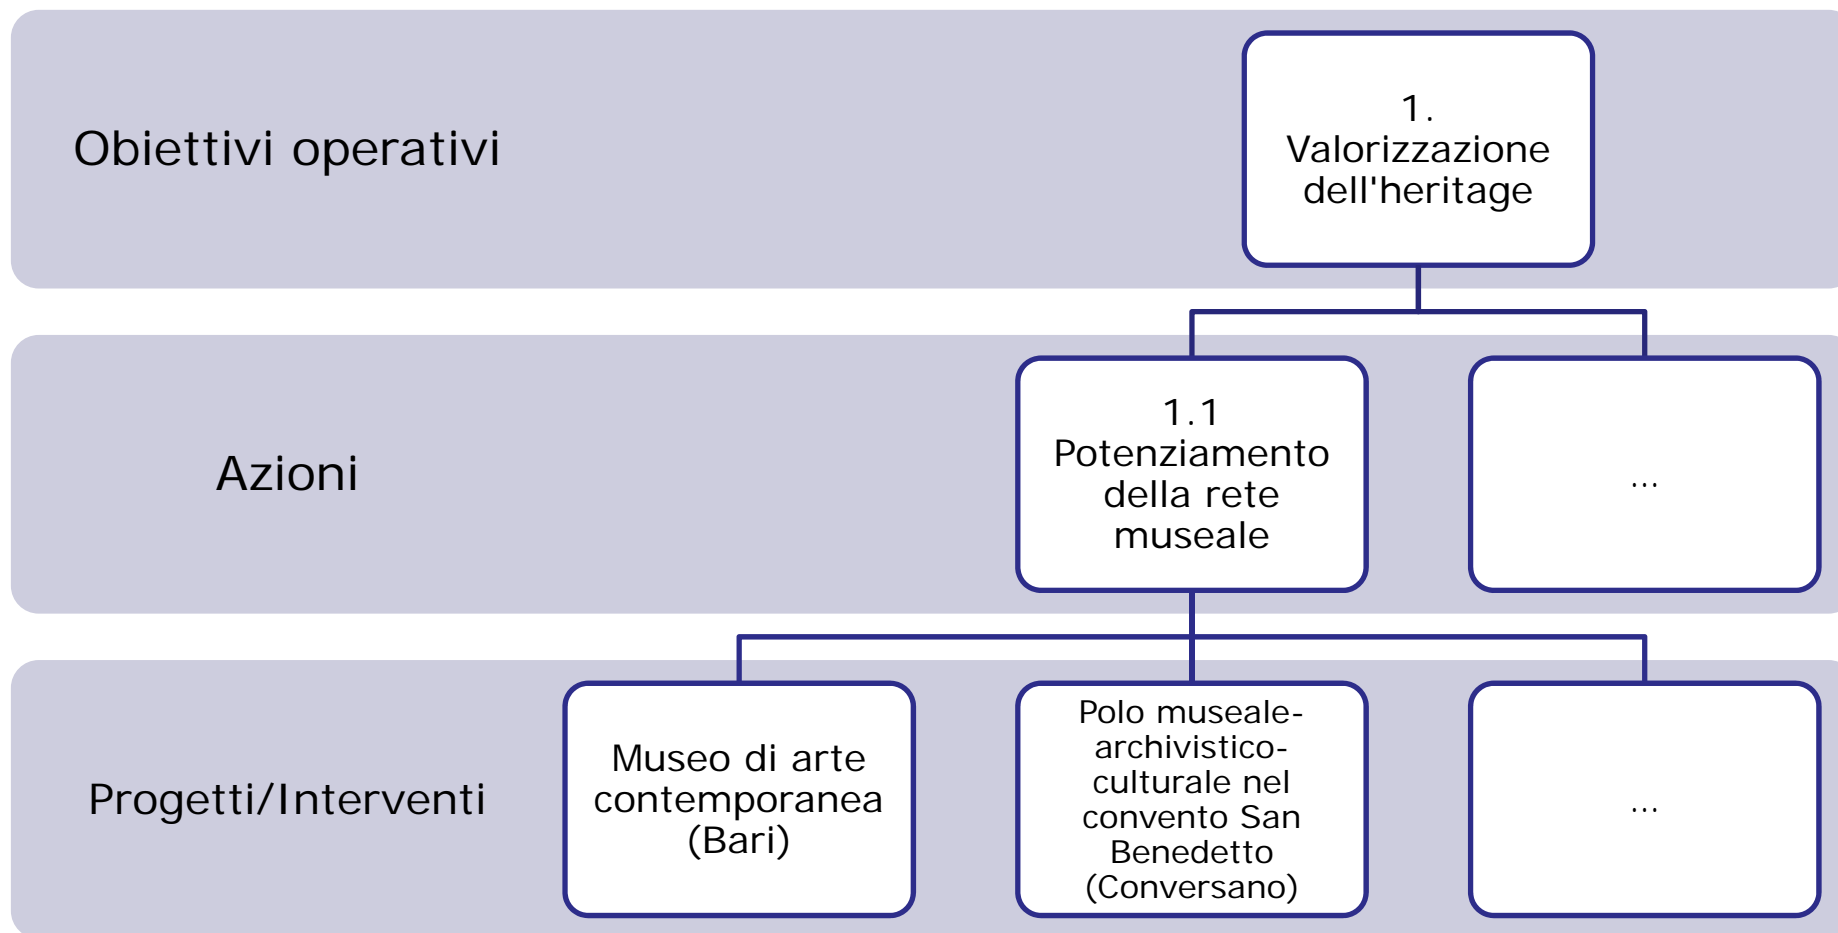 Obiettivi operativi
1.
Valorizzazione
dell'heritage
Azioni
1.1
Potenziamento
della rete
museale
...
Progetti/Interventi
Museo di arte
contemporanea
(Bari)
Polo museale-
archivistico-
culturale nel
convento San
Benedetto
(Conversano)
...